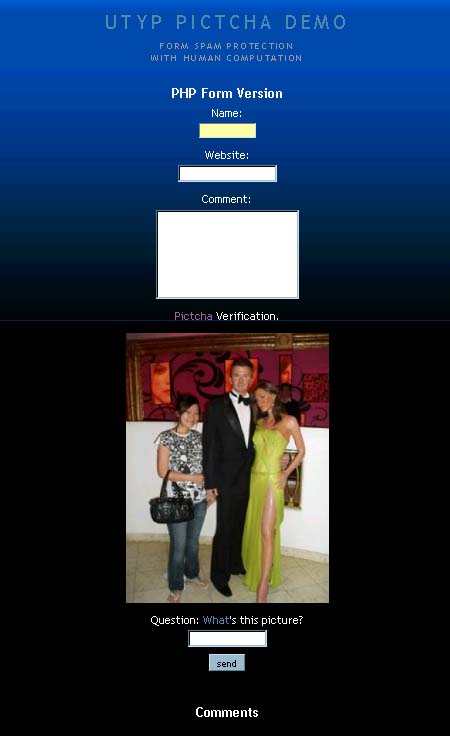 UTYP PICTCHA DEMO
FORM SPAM PROTECTION
WITH HUMAN COMPUTATION
PHP Form Version
Name:
Website:
Comment:
Pictcha Verification.
Question: What's this picture?
send
Comments